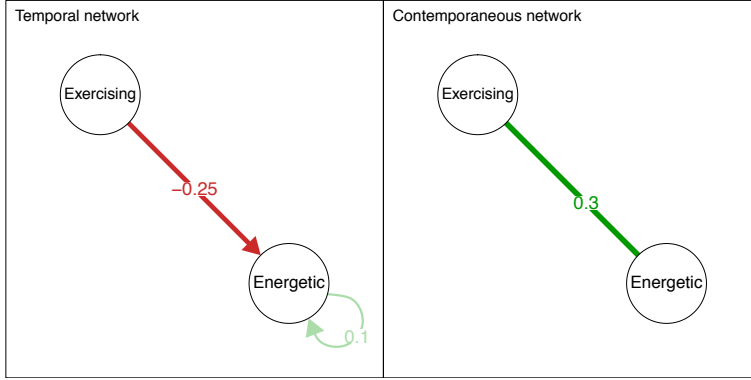 Temporal network
Exercising
−0.25
Energetic
0.1
Contemporaneous network
Exercising
0.3
Energetic